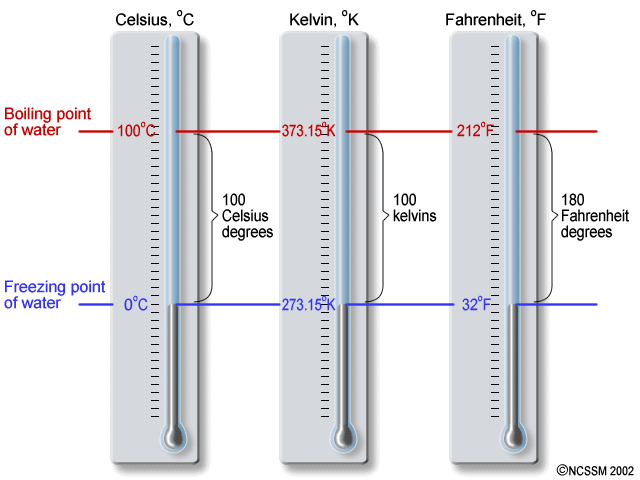 Celsius, °C
Kelvin, °K
Fahrenheit, °F
Boiling point
of water
100°C
373.15°K
212°F
100
Celsius
degrees
100
kelvins
180
Fahrenheit
degrees
Freezing point
of water
0°C
273.15°K
32°F
©NCSSM 2002